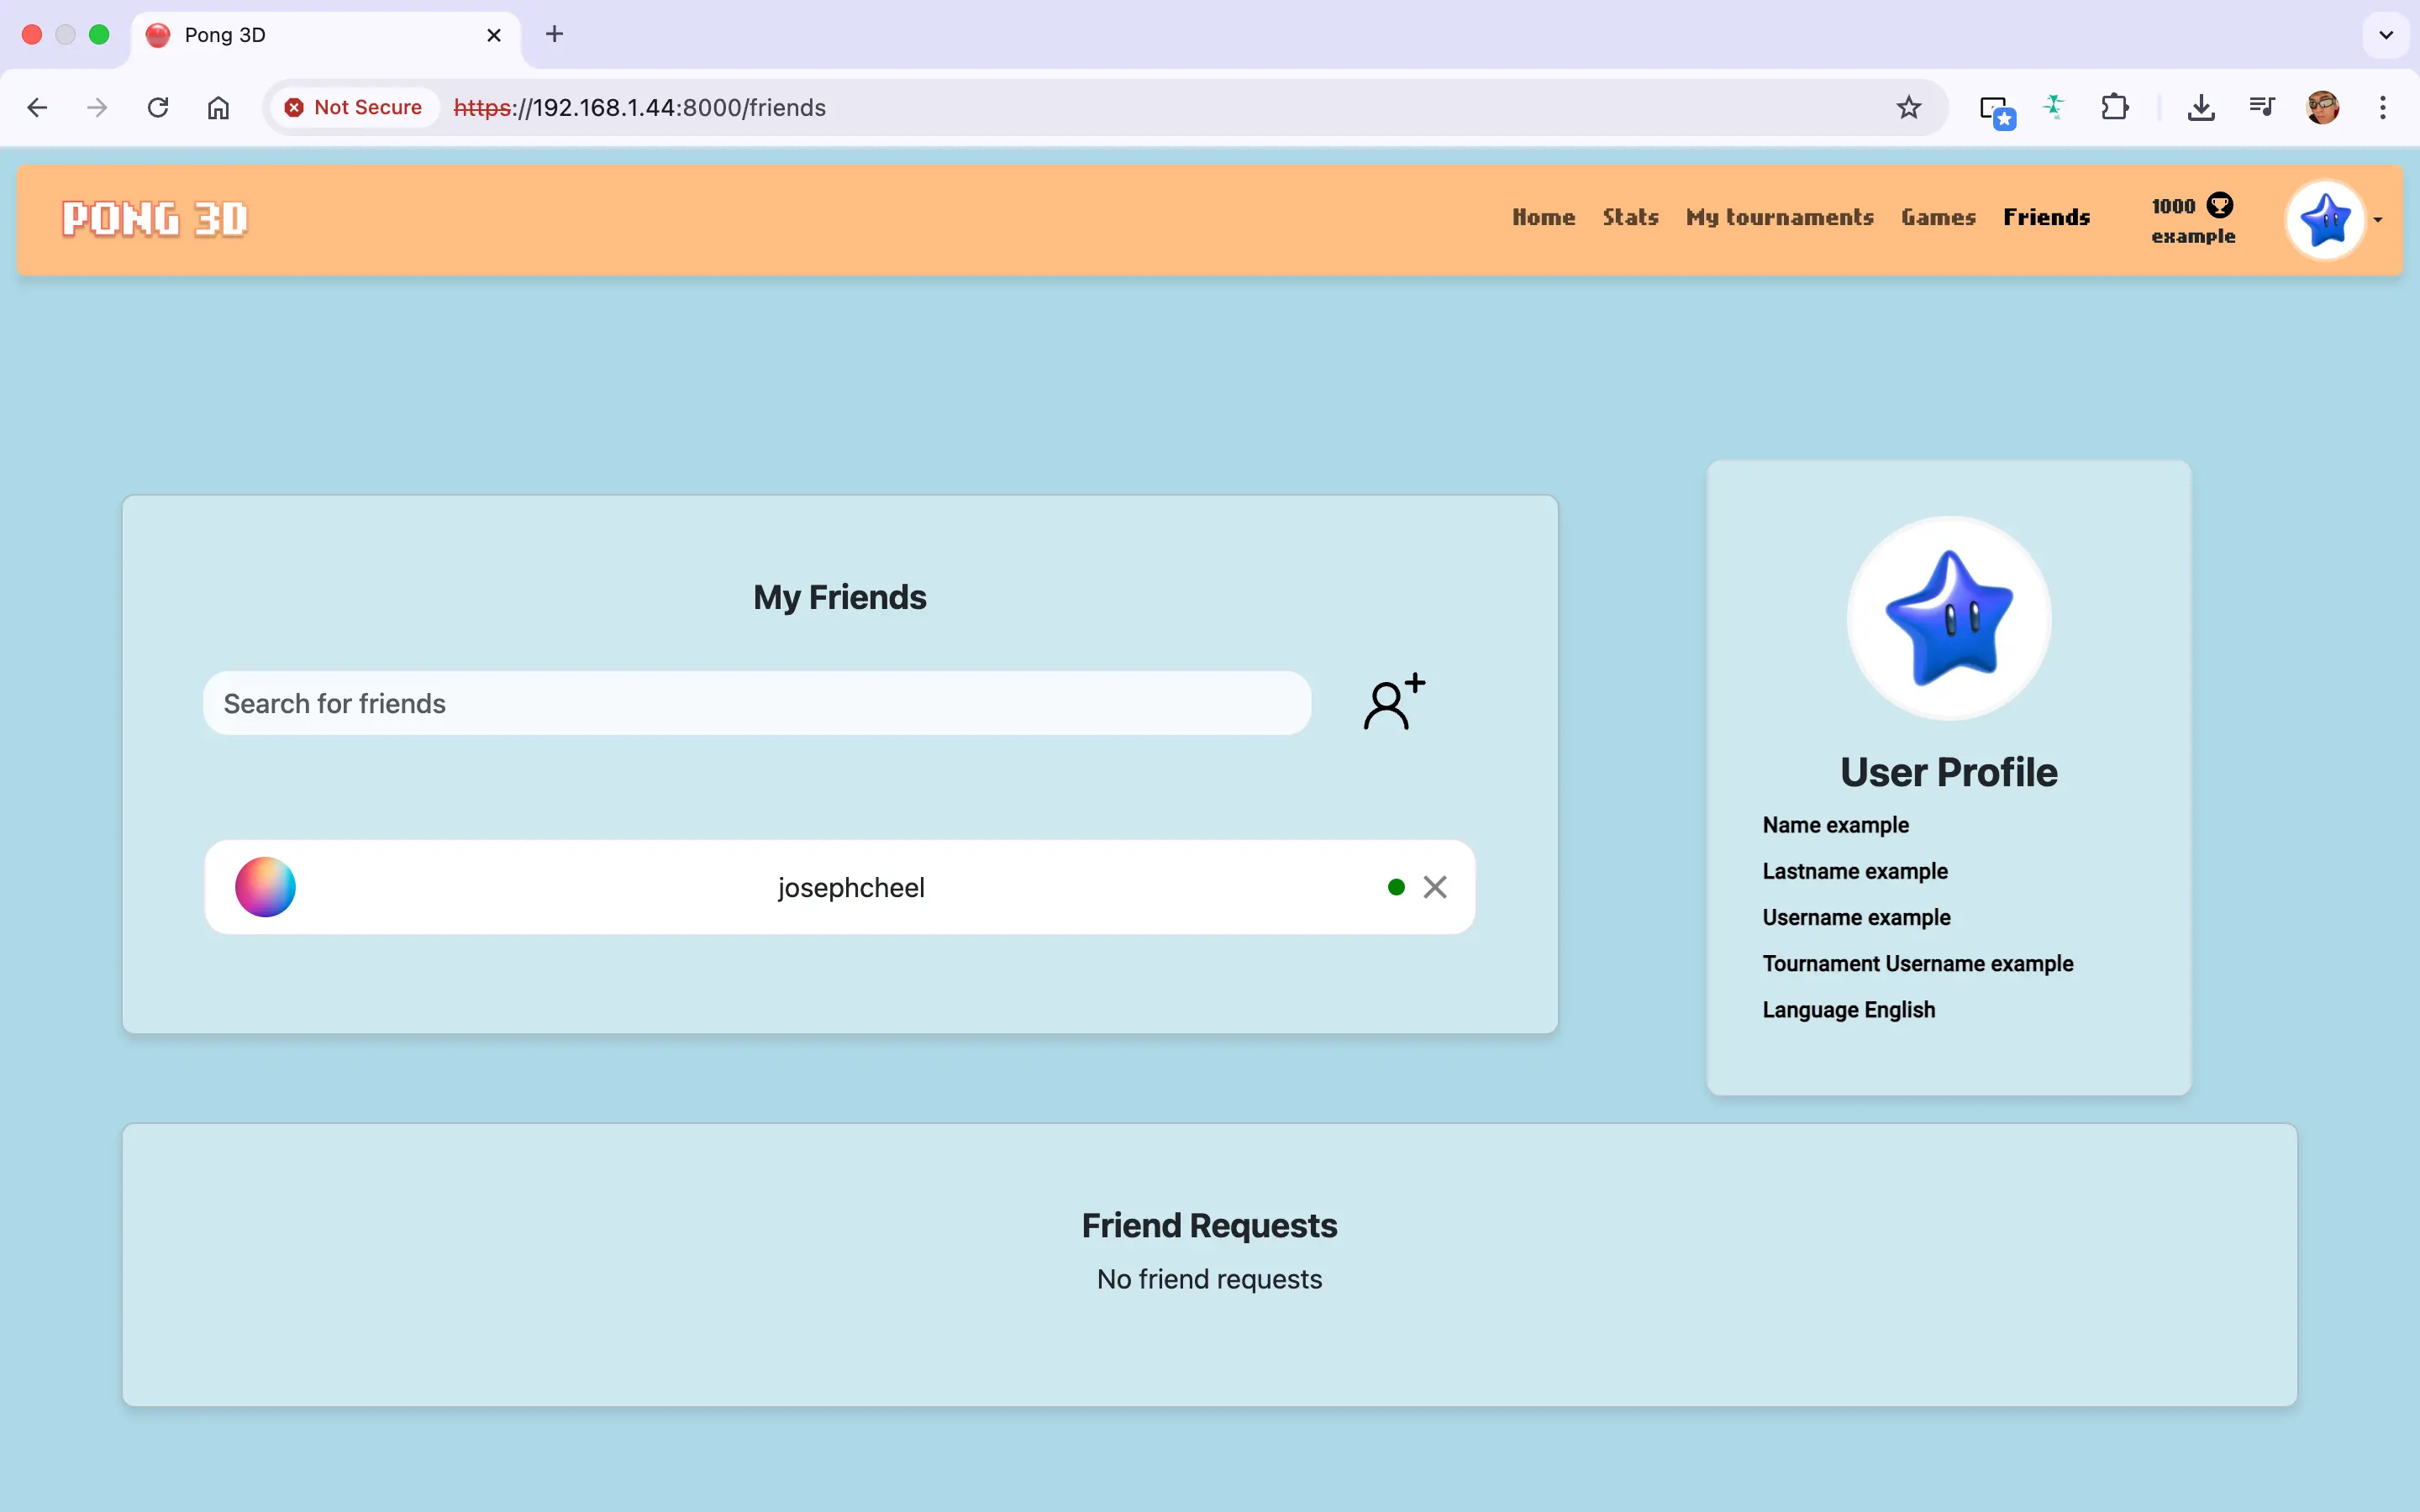 Pong 3D
Not Secure https://192.168.1.44:8000/friends
PONG 3D
Home Stats My tournaments Games Friends
1000
example
My Friends
Search for friends
josephcheel
User Profile
Name example
Lastname example
Username example
Tournament Username example
Language English
Friend Requests
No friend requests